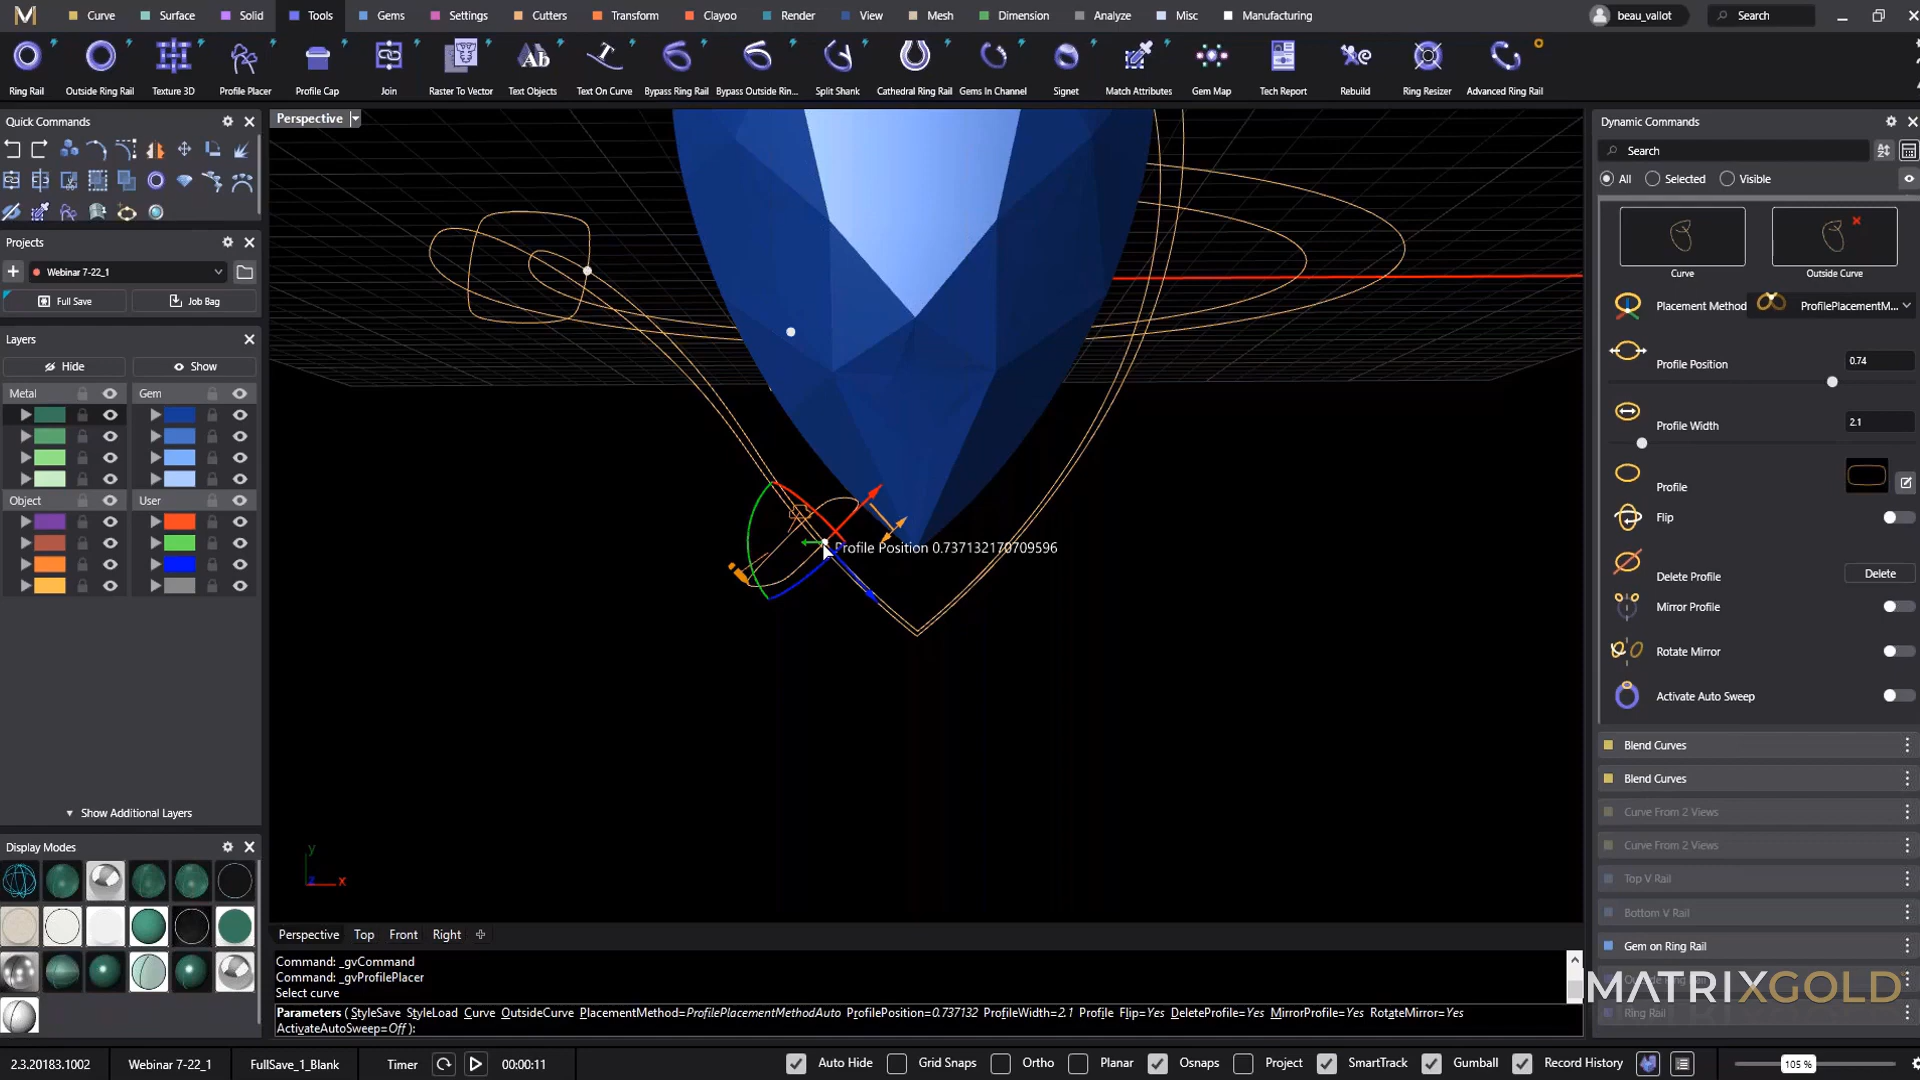 Curve Surface Solid Tools Gems Settings Cutters Transform Clayoo Render View Mesh Dimension Analyze Misc Manufacturing beau_vallot Search
Ring Rail Outside Ring Rail Texture 3D Profile Placer Profile Cap Join Raster To Vector Text Objects Text On Curve Bypass Ring Rail Bypass Outside Rin... Split Shank Cathedral Ring Rail Gems In Channel Signet Match Attributes Gem Map Tech Report Rebuild Ring Resizer Advanced Ring Rail
Quick Commands
Projects
Webinar 7-22_1
Full Save Job Bag
Layers
Hide Show
Metal Gem
Object User
Show Additional Layers
Display Modes
Perspective
Profile Position 0.737132170709596
y
z x
Perspective Top Front Right
Command: _gvCommand
Command: _gvProfilePlacer
Select curve
Parameters ( StyleSave StyleLoad Curve OutsideCurve PlacementMethod=ProfilePlacementMethodAuto ProfilePosition=0.737132 ProfileWidth=2.1 Profile Flip=Yes DeleteProfile=Yes MirrorProfile=Yes RotateMirror=Yes
ActivateAutoSweep=Off ):
Dynamic Commands
Search
All Selected Visible
Curve Outside Curve
Placement Method ProfilePlacementM...
Profile Position 0.74
Profile Width 2.1
Profile
Flip
Delete Profile Delete
Mirror Profile
Rotate Mirror
Activate Auto Sweep
Blend Curves
Blend Curves
Curve From 2 Views
Curve From 2 Views
Top V Rail
Bottom V Rail
Gem on Ring Rail
MATRIXGOLD
Ring Rail
2.3.20183.1002 Webinar 7-22_1 FullSave_1_Blank Timer 00:00:11 Auto Hide Grid Snaps Ortho Planar Osnaps Project SmartTrack Gumball Record History 105 %